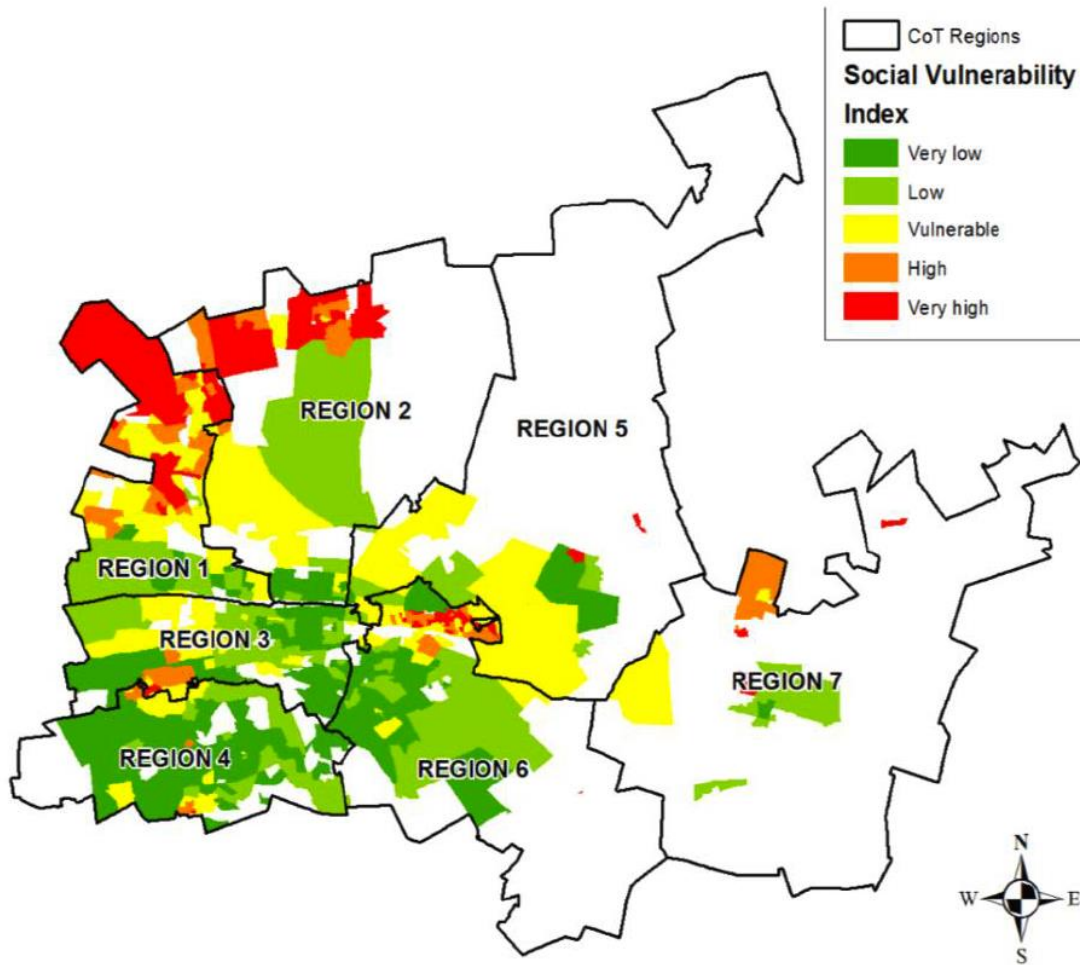 CoT Regions
Social Vulnerability
Index
Very low
Low
Vulnerable
High
Very high
REGION 2
REGION 5
REGION 1
REGION 3
REGION 7
REGION 4
REGION 6
N
W E
S